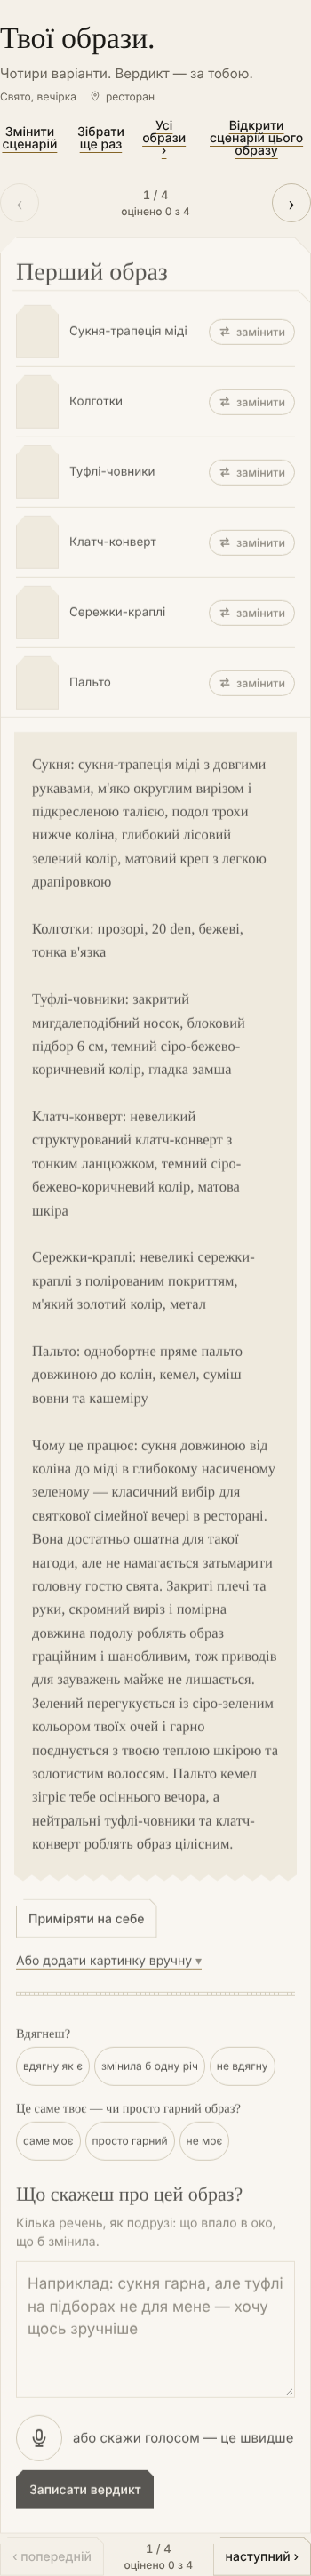 Твої образи.
Чотири варіанти. Вердикт — за тобою.
Свято, вечірка ресторан
Змінити
сценарій
Зібрати
ще раз
Усі
образи
›
Відкрити
сценарій цього
образу
‹
1 / 4
оцінено 0 з 4
›
Перший образ
Сукня-трапеція міді
⇄ замінити
Колготки
⇄ замінити
Туфлі-човники
⇄ замінити
Клатч-конверт
⇄ замінити
Сережки-краплі
⇄ замінити
Пальто
⇄ замінити
Сукня: сукня-трапеція міді з довгими
рукавами, м'яко округлим вирізом і
підкресленою талією, подол трохи
нижче коліна, глибокий лісовий
зелений колір, матовий креп з легкою
драпіровкою
Колготки: прозорі, 20 den, бежеві,
тонка в'язка
Туфлі-човники: закритий
мигдалеподібний носок, блоковий
підбор 6 см, темний сіро-бежево-
коричневий колір, гладка замша
Клатч-конверт: невеликий
структурований клатч-конверт з
тонким ланцюжком, темний сіро-
бежево-коричневий колір, матова
шкіра
Сережки-краплі: невеликі сережки-
краплі з полірованим покриттям,
м'який золотий колір, метал
Пальто: однобортне пряме пальто
довжиною до колін, кемел, суміш
вовни та кашеміру
Чому це працює: сукня довжиною від
коліна до міді в глибокому насиченому
зеленому — класичний вибір для
святкової сімейної вечері в ресторані.
Вона достатньо ошатна для такої
нагоди, але не намагається затьмарити
головну гостю свята. Закриті плечі та
руки, скромний виріз і помірна
довжина подолу роблять образ
граційним і шанобливим, тож приводів
для зауважень майже не лишається.
Зелений перегукується із сіро-зеленим
кольором твоїх очей і гарно
поєднується з твоєю теплою шкірою та
золотистим волоссям. Пальто кемел
зігріє тебе осіннього вечора, а
нейтральні туфлі-човники та клатч-
конверт роблять образ цілісним.
Приміряти на себе
Або додати картинку вручну ▾
Вдягнеш?
вдягну як є
змінила б одну річ
не вдягну
Це саме твоє — чи просто гарний образ?
саме моє
просто гарний
не моє
Що скажеш про цей образ?
Кілька речень, як подрузі: що впало в око,
що б змінила.
Наприклад: сукня гарна, але туфлі
на підборах не для мене — хочу
щось зручніше
або скажи голосом — це швидше
Записати вердикт
‹ попередній
1 / 4
оцінено 0 з 4
наступний ›